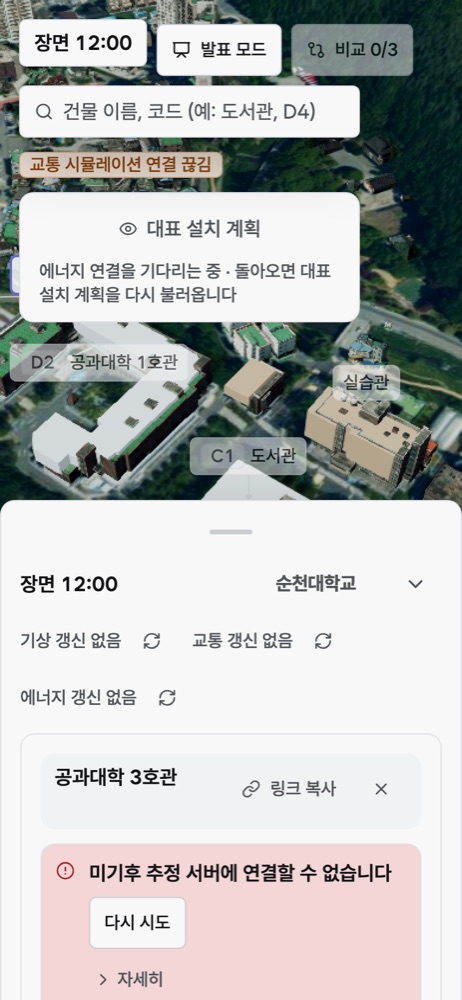 장면 12:00
발표 모드
비교 0/3
건물 이름, 코드 (예: 도서관, D4)
교통 시뮬레이션 연결 끊김
대표 설치 계획
에너지 연결을 기다리는 중 · 돌아오면 대표
설치 계획을 다시 불러옵니다
D2 공과대학 1호관
실습관
C1 도서관
장면 12:00
순천대학교
기상 갱신 없음
교통 갱신 없음
에너지 갱신 없음
공과대학 3호관
링크 복사
미기후 추정 서버에 연결할 수 없습니다
다시 시도
자세히